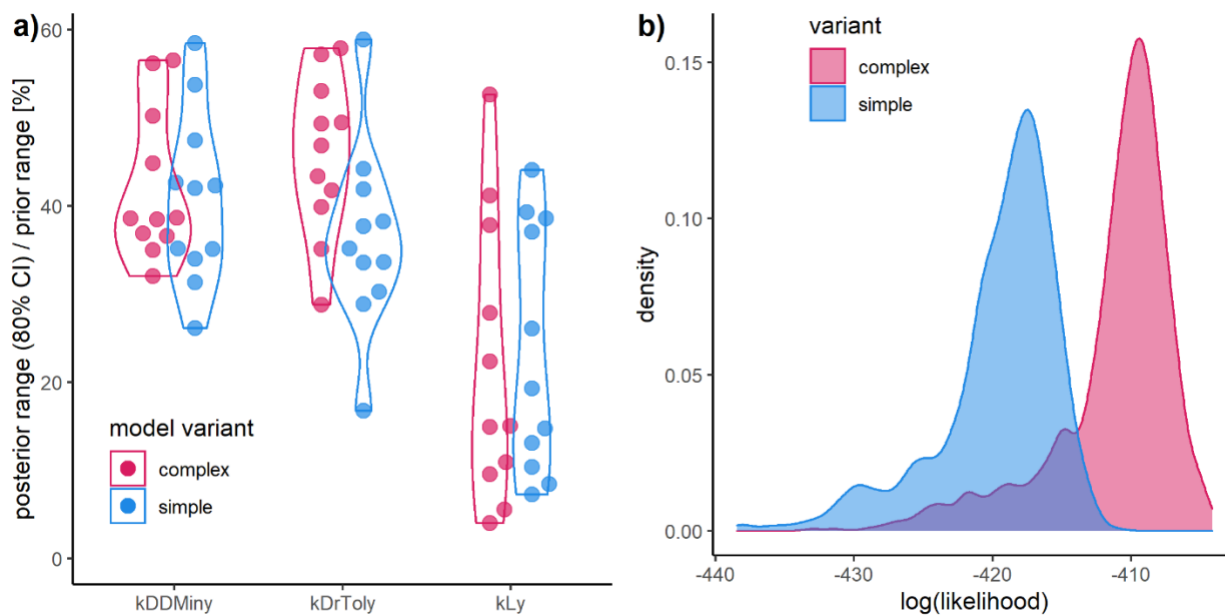 a)
60
40
20
0
posterior range (80% CI) / prior range [%]
model variant
complex
simple
kDDMiny
kDrToly
kLy
b)
variant
complex
simple
0.15
0.10
0.05
0.00
density
-440
-430
-420
-410
log(likelihood)